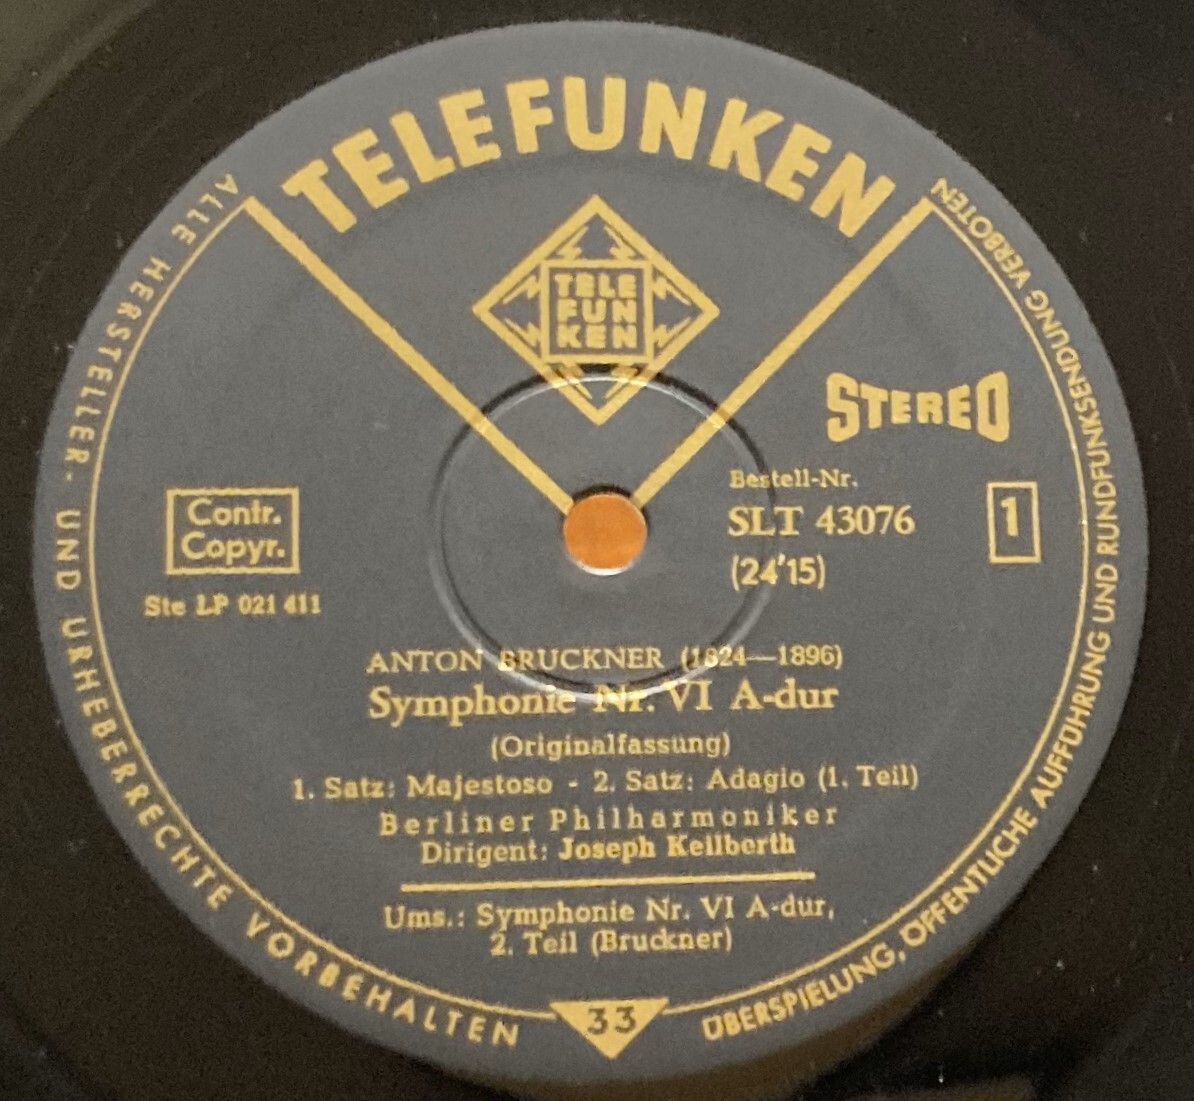 TELEFUNKEN
TELE
FUN
KEN
STEREO
Bestell-Nr.
SLT 43076
(24'15)
1
Contr.
Copyr.
Ste LP 021 411
ANTON BRUCKNER (1824—1896)
Symphonie Nr. VI A-dur
(Originalfassung)
1. Satz: Majestoso - 2. Satz: Adagio (1. Teil)
Berliner Philharmoniker
Dirigent: Joseph Keilberth
Ums.: Symphonie Nr. VI A-dur,
2. Teil (Bruckner)
33
ALLE HERSTELLER- UND URHEBERRECHTE VORBEHALTEN
ÜBERSPIELUNG, ÖFFENTLICHE AUFFÜHRUNG UND RUNDFUNKSENDUNG VERBOTEN